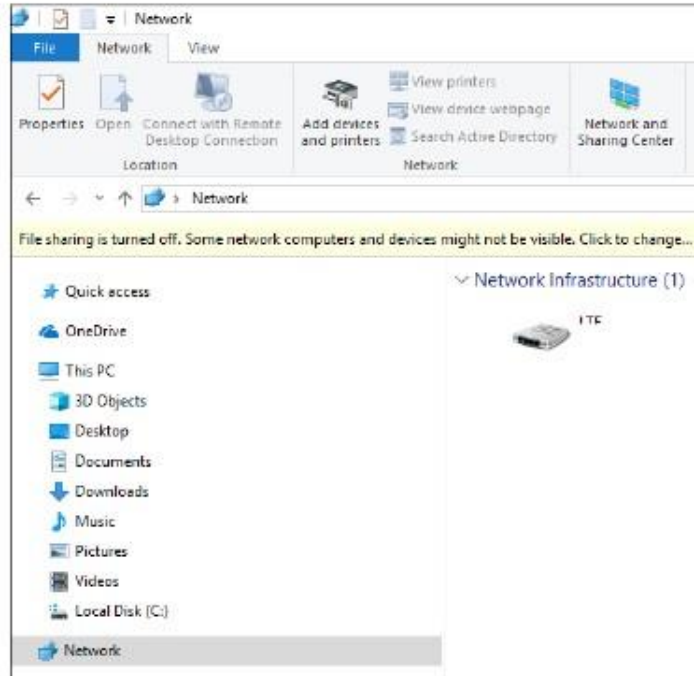 Network
File
Network
View
Properties
Open
Connect with Remote
Desktop Connection
Add devices
and printers
View printers
View device webpage
Search Active Directory
Network and
Sharing Center
Location
Network
Network
File sharing is turned off. Some network computers and devices might not be visible. Click to change...
Quick access
OneDrive
This PC
3D Objects
Desktop
Documents
Downloads
Music
Pictures
Videos
Local Disk (C:)
Network
Network Infrastructure (1)